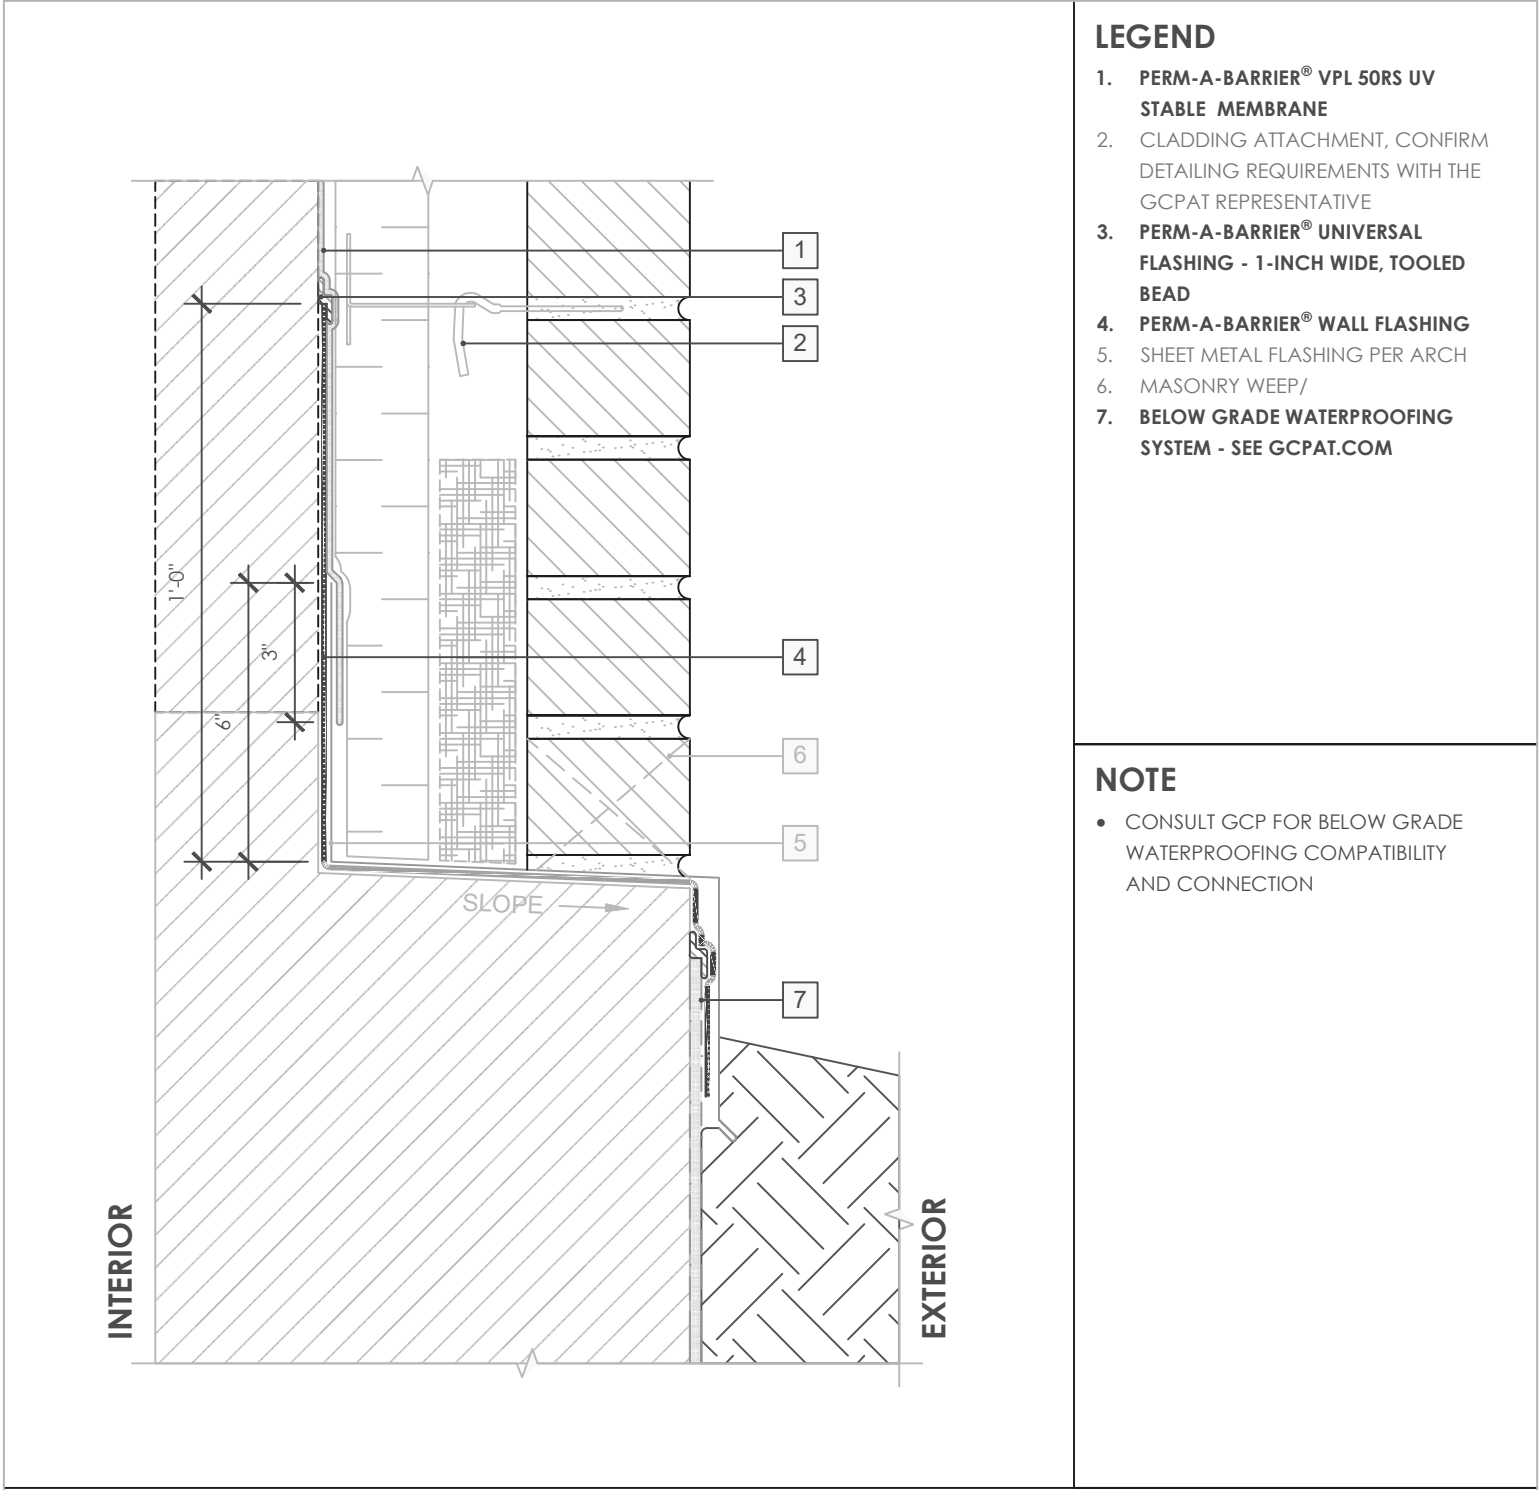 LEGEND
1. PERM-A-BARRIER® VPL 50RS UV
STABLE MEMBRANE
2. CLADDING ATTACHMENT, CONFIRM
DETAILING REQUIREMENTS WITH THE
GCPAT REPRESENTATIVE
3. PERM-A-BARRIER® UNIVERSAL
FLASHING - 1-INCH WIDE, TOOLED
BEAD
4. PERM-A-BARRIER® WALL FLASHING
5. SHEET METAL FLASHING PER ARCH
6. MASONRY WEEP/
7. BELOW GRADE WATERPROOFING
SYSTEM - SEE GCPAT.COM
NOTE
• CONSULT GCP FOR BELOW GRADE
WATERPROOFING COMPATIBILITY
AND CONNECTION
1
3
2
1'-0"
3"
4
6"
6
5
SLOPE
7
INTERIOR
EXTERIOR